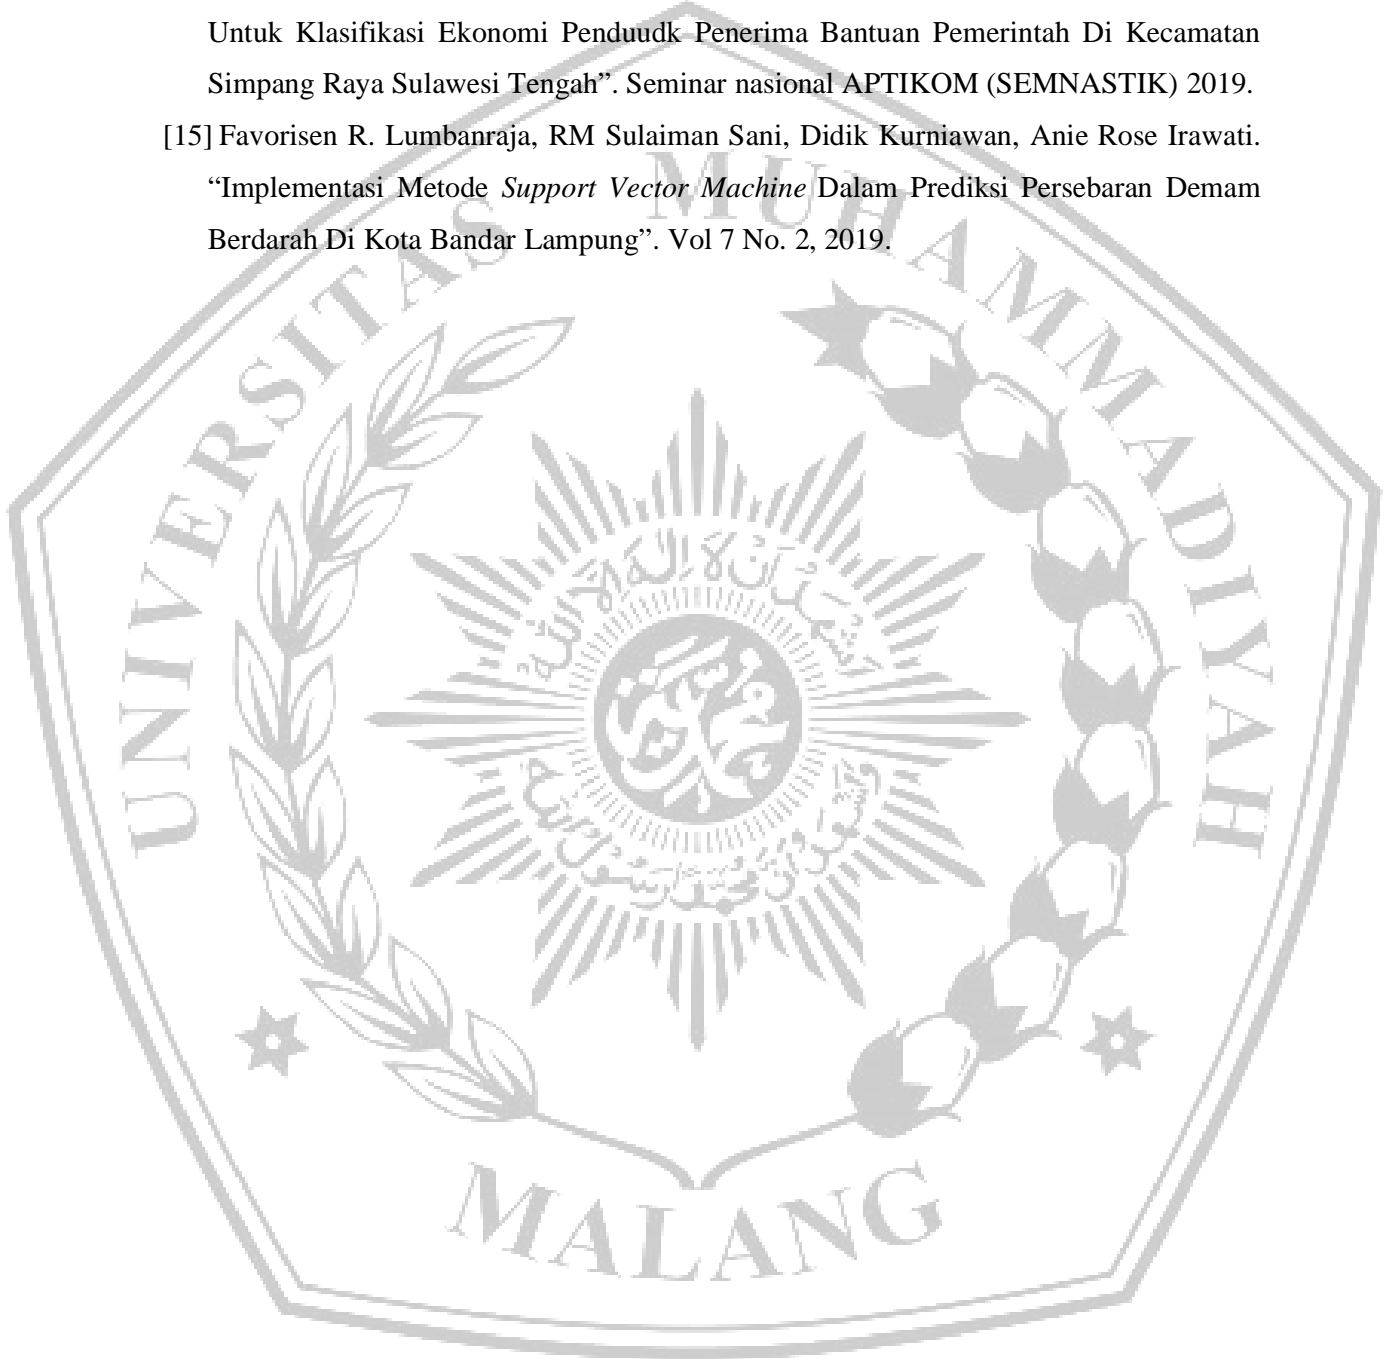 Untuk Klasifikasi Ekonomi Penduudk Penerima Bantuan Pemerintah Di Kecamatan
Simpang Raya Sulawesi Tengah”. Seminar nasional APTIKOM (SEMNASTIK) 2019.
[15] Favorisen R. Lumbanraja, RM Sulaiman Sani, Didik Kurniawan, Anie Rose Irawati.
“Implementasi Metode Support Vector Machine Dalam Prediksi Persebaran Demam
Berdarah Di Kota Bandar Lampung”. Vol 7 No. 2, 2019.
UNIVERSITAS MUHAMMADIYAH
MALANG